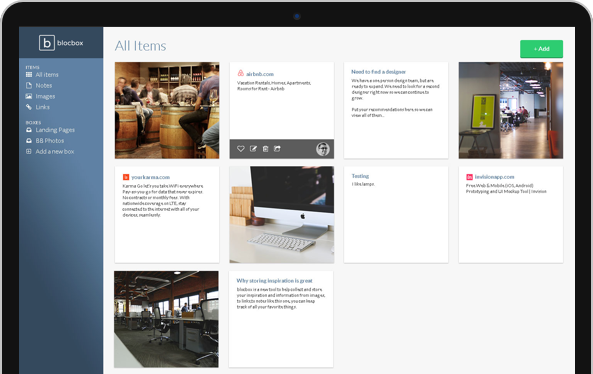 b blocbox
ITEMS
All Items
Notes
Images
Links
BOXES
Landing Pages
BB Photos
Add a new box
All Items
+ Add
airbnb.com
Vacation Rentals, Homes, Apartments,
Rooms for Rent - Airbnb
Need to find a designer
We have a one person design team, but are
ready to expand. We need to look for a
designer right now so we can continue to
grow.
Put your recommendations here so we can
view all of them.
yourkarma.com
Karma Go let's you take WiFi everywhere.
Pay-as-you-go for data that never expires.
No contracts or monthly fees. With
nationwide coverage on LTE, stay
connected to the internet with all of your
devices, seamlessly.
Testing
I like lamps
invisionapp.com
Free Web & Mobile (iOS, Android)
Prototyping and UI Mockup Tool | InVision
Why storing inspiration is great
blocbox is a new tool to help collect and store
your inspiration and information from images,
to links to notes like this one, you can keep
track of all your favorite things.